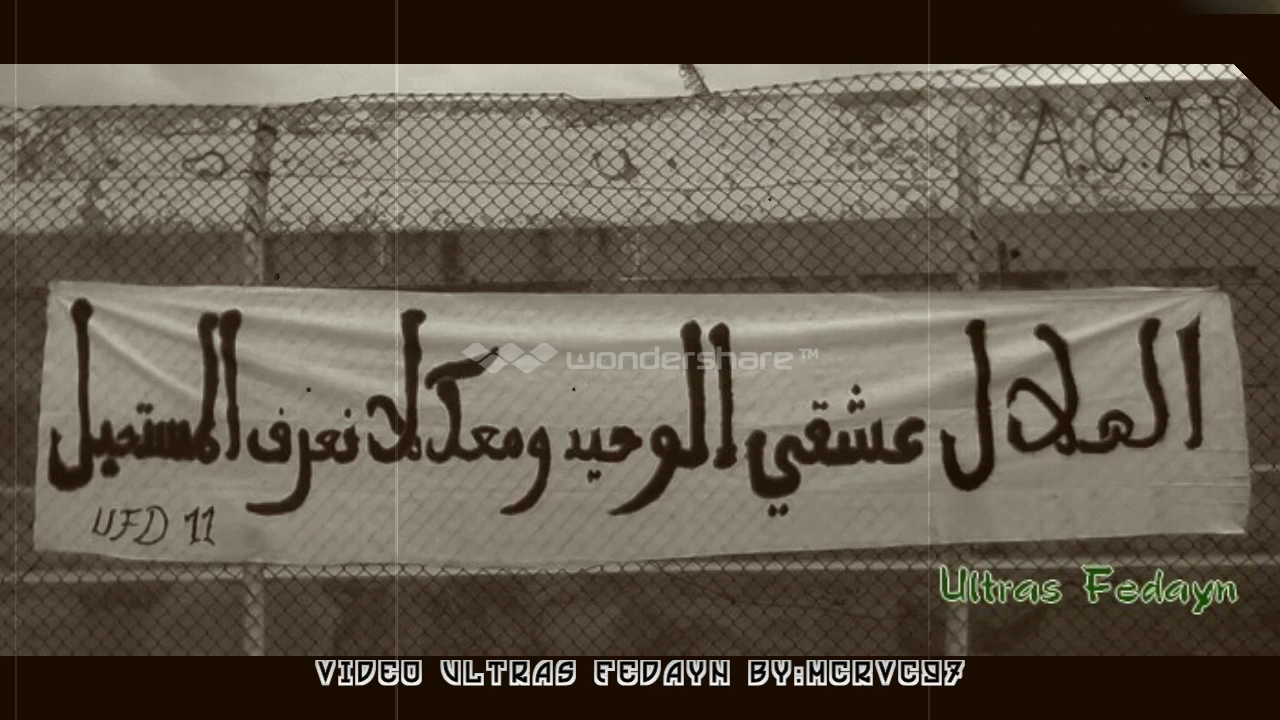 A.C.A.B
wondershare™
الهلال عشقي الوحيد ومعك لا نعرف المستحيل
UFD 11
Ultras Fedayn
VIDEO ULTRAS FEDAYN BY:MCRVC97